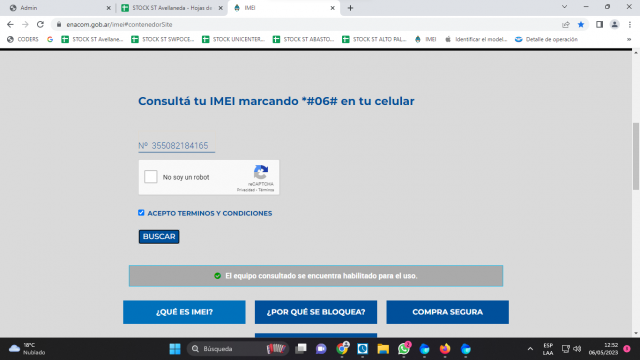 Admin
STOCK ST Avellaneda - Hojas de
IMEI
enacom.gob.ar/imei#contenedorSite
CODERS
G
STOCK ST Avellane...
STOCK ST SWPOCE...
STOCK UNICENTER...
STOCK ST ABASTO...
STOCK ST ALTO PAL...
IMEI
Identificar el model...
Detalle de operación
Consultá tu IMEI marcando *#06# en tu celular
Nº 355082184165
No soy un robot
reCAPTCHA
Privacidad - Términos
ACEPTO TERMINOS Y CONDICIONES
BUSCAR
El equipo consultado se encuentra habilitado para el uso.
¿QUÉ ES IMEI?
¿POR QUÉ SE BLOQUEA?
COMPRA SEGURA
18°C
Nublado
Búsqueda
2
ESP
LAA
12:52
06/05/2023